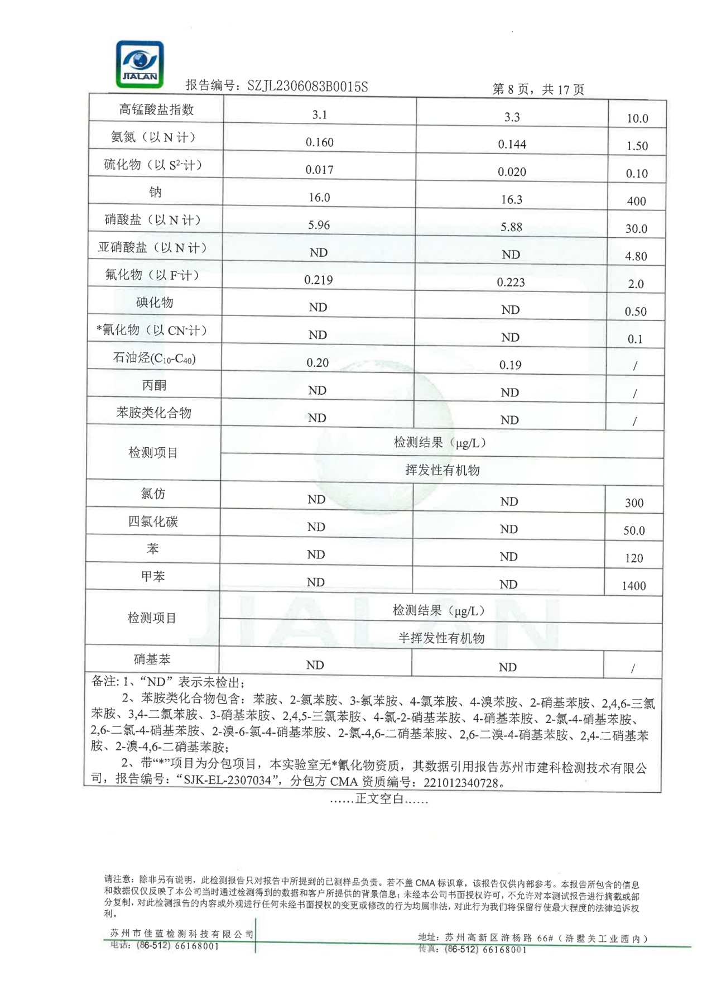 JIALAN
报告编号：SZJL2306083B0015S 第 8 页，共 17 页
高锰酸盐指数 3.1 3.3 10.0
氨氮（以 N 计） 0.160 0.144 1.50
硫化物（以 S²⁻计） 0.017 0.020 0.10
钠 16.0 16.3 400
硝酸盐（以 N 计） 5.96 5.88 30.0
亚硝酸盐（以 N 计） ND ND 4.80
氟化物（以 F⁻计） 0.219 0.223 2.0
碘化物 ND ND 0.50
*氰化物（以 CN⁻计） ND ND 0.1
石油烃(C₁₀-C₄₀) 0.20 0.19 /
丙酮 ND ND /
苯胺类化合物 ND ND /
检测项目 检测结果（μg/L）
挥发性有机物
氯仿 ND ND 300
四氯化碳 ND ND 50.0
苯 ND ND 120
甲苯 ND ND 1400
JIALAN
检测项目 检测结果（μg/L）
半挥发性有机物
硝基苯 ND ND /
备注: 1、“ND”表示未检出；
2、苯胺类化合物包含：苯胺、2-氯苯胺、3-氯苯胺、4-氯苯胺、4-溴苯胺、2-硝基苯胺、2,4,6-三氯
苯胺、3,4-二氯苯胺、3-硝基苯胺、2,4,5-三氯苯胺、4-氯-2-硝基苯胺、4-硝基苯胺、2-氯-4-硝基苯胺、
2,6-二氯-4-硝基苯胺、2-溴-6-氯-4-硝基苯胺、2-氯-4,6-二硝基苯胺、2,6-二溴-4-硝基苯胺、2,4-二硝基苯
胺、2-溴-4,6-二硝基苯胺;
2、带“*”项目为分包项目，本实验室无*氰化物资质，其数据引用报告苏州市建科检测技术有限公
司，报告编号：“SJK-EL-2307034”，分包方 CMA 资质编号：221012340728。
......正文空白......
请注意：除非另有说明，此检测报告只对报告中所提到的已测样品负责。若不盖 CMA 标识章，该报告仅供内部参考。本报告所包含的信息
和数据仅仅反映了本公司当时通过检测得到的数据和客户所提供的背景信息；未经本公司书面授权许可，不允许对本测试报告进行摘截或部
分复制，对此检测报告的内容或外观进行任何未经书面授权的变更或修改的行为均属非法，对此行为我们将保留行使最大程度的法律追诉权
利。
苏州市佳蓝检测科技有限公司 地址：苏州高新区浒杨路 66#（浒墅关工业园内）
电话：(86-512) 66168001 传真：(86-512) 66168001